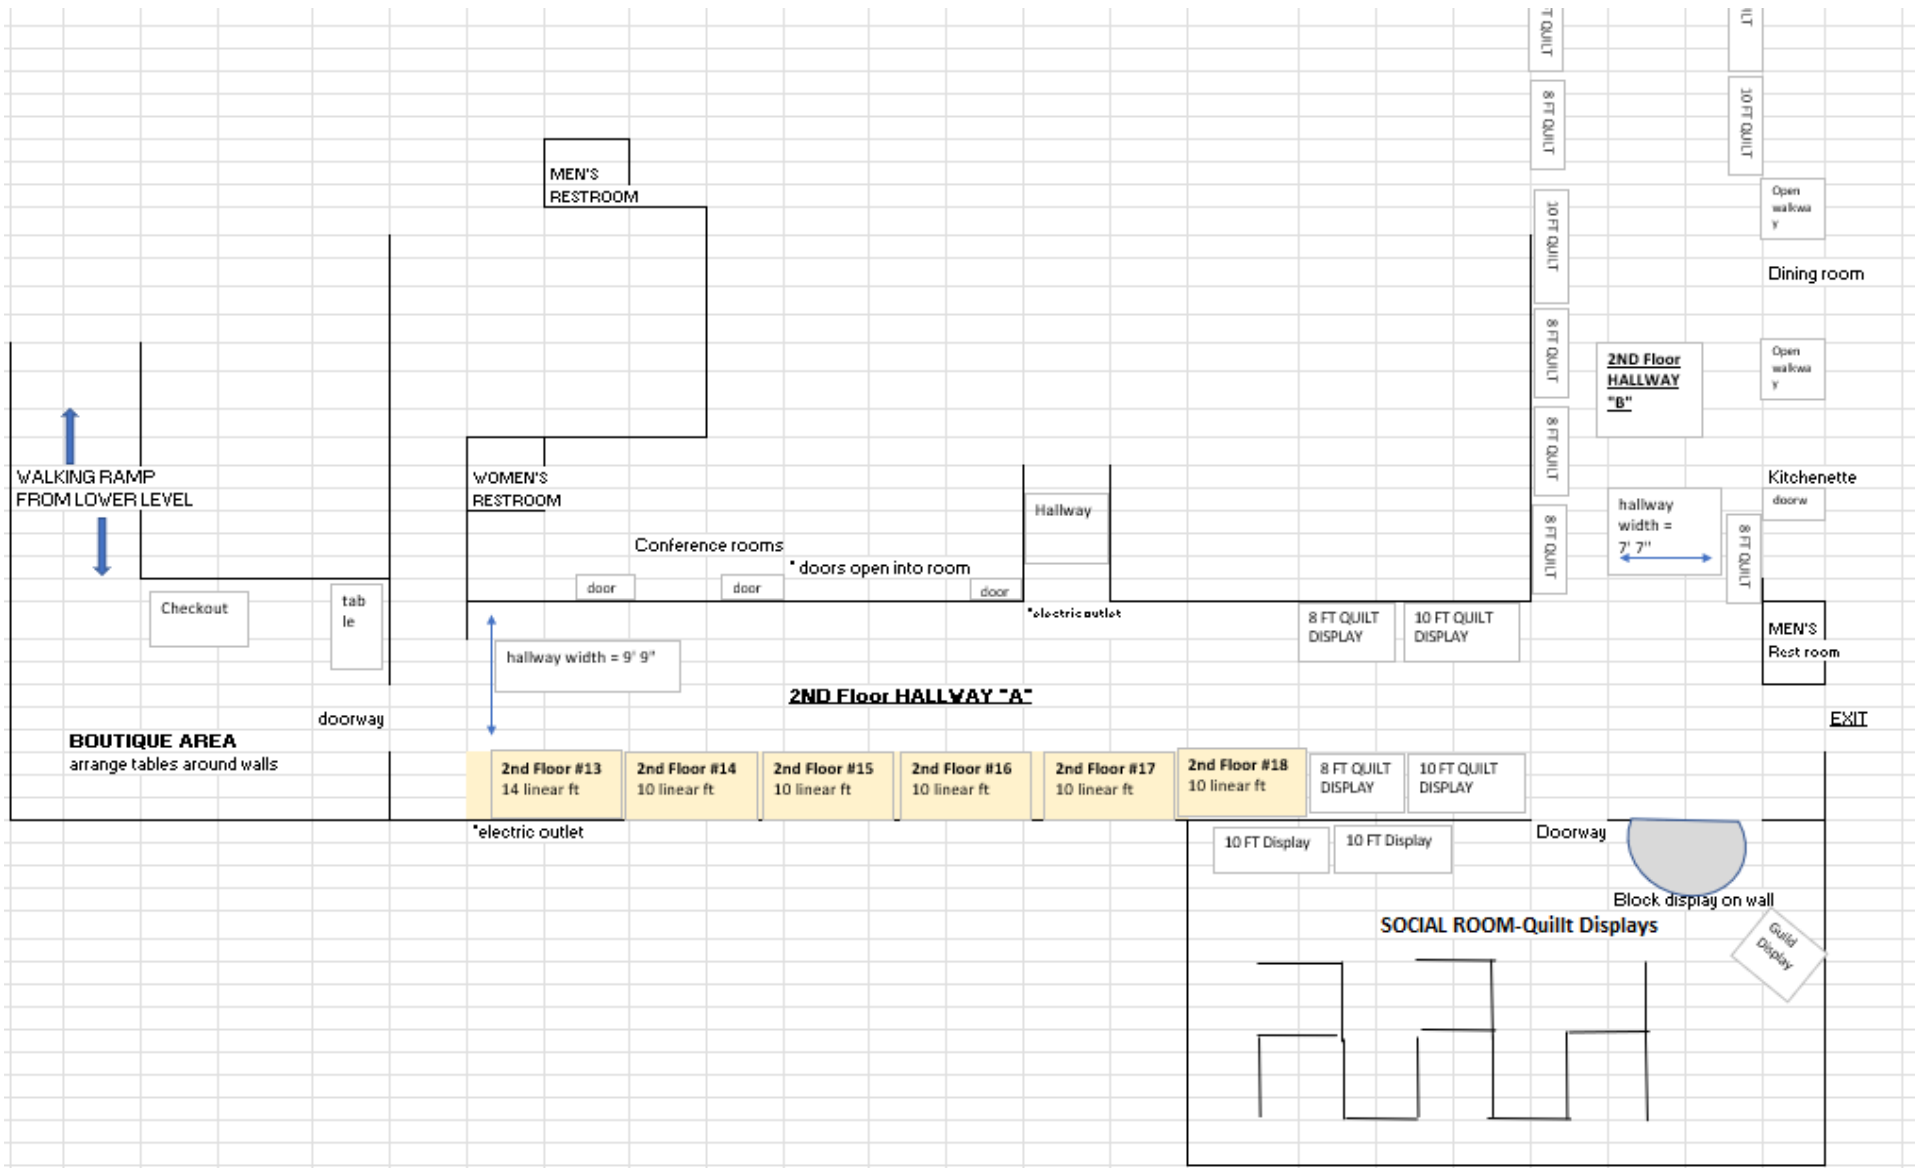 FT QUILT
ILT
8 FT QUILT
10 FT QUILT
MEN'S
RESTROOM
10 FT QUILT
Open
walkwa
y
Dining room
8 FT QUILT
2ND Floor
HALLWAY
"B"
Open
walkwa
y
8 FT QUILT
WALKING RAMP
FROM LOWER LEVEL
WOMEN'S
RESTROOM
Hallway
Kitchenette
doorw
hallway
width =
7' 7"
8 FT QUILT
8 FT QUILT
Conference rooms
* doors open into room
door
door
door
Checkout
tab
le
*electric outlet
8 FT QUILT
DISPLAY
10 FT QUILT
DISPLAY
MEN'S
Rest room
hallway width = 9' 9"
2ND Floor HALLWAY "A"
doorway
EXIT
BOUTIQUE AREA
arrange tables around walls
2nd Floor #13
14 linear ft
2nd Floor #14
10 linear ft
2nd Floor #15
10 linear ft
2nd Floor #16
10 linear ft
2nd Floor #17
10 linear ft
2nd Floor #18
10 linear ft
8 FT QUILT
DISPLAY
10 FT QUILT
DISPLAY
*electric outlet
10 FT Display
10 FT Display
Doorway
Block display on wall
SOCIAL ROOM-Quillt Displays
Guild
Display